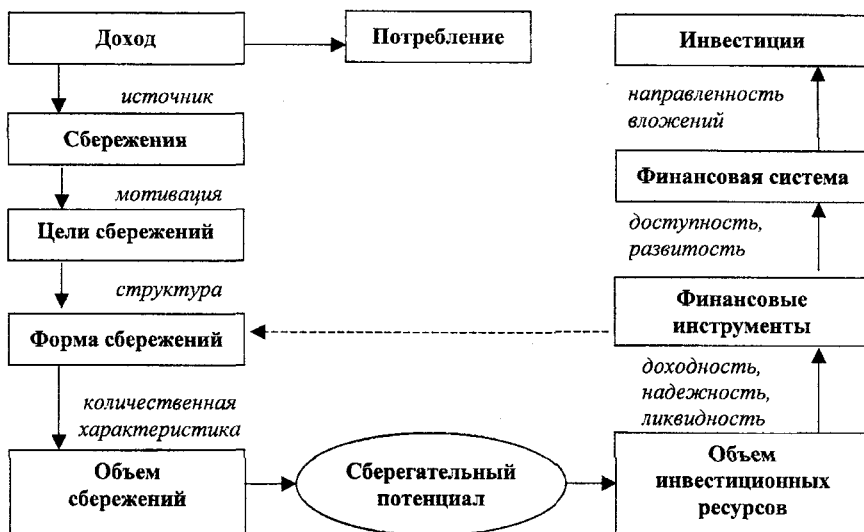 Доход
Потребление
Инвестиции
источник
направленность
вложений
Сбережения
Финансовая система
мотивация
Цели сбережений
доступность,
развитость
структура
Форма сбережений
Финансовые
инструменты
количественная
характеристика
доходность,
надежность,
ликвидность
Объем
сбережений
Сберегательный
потенциал
Объем
инвестиционных
ресурсов